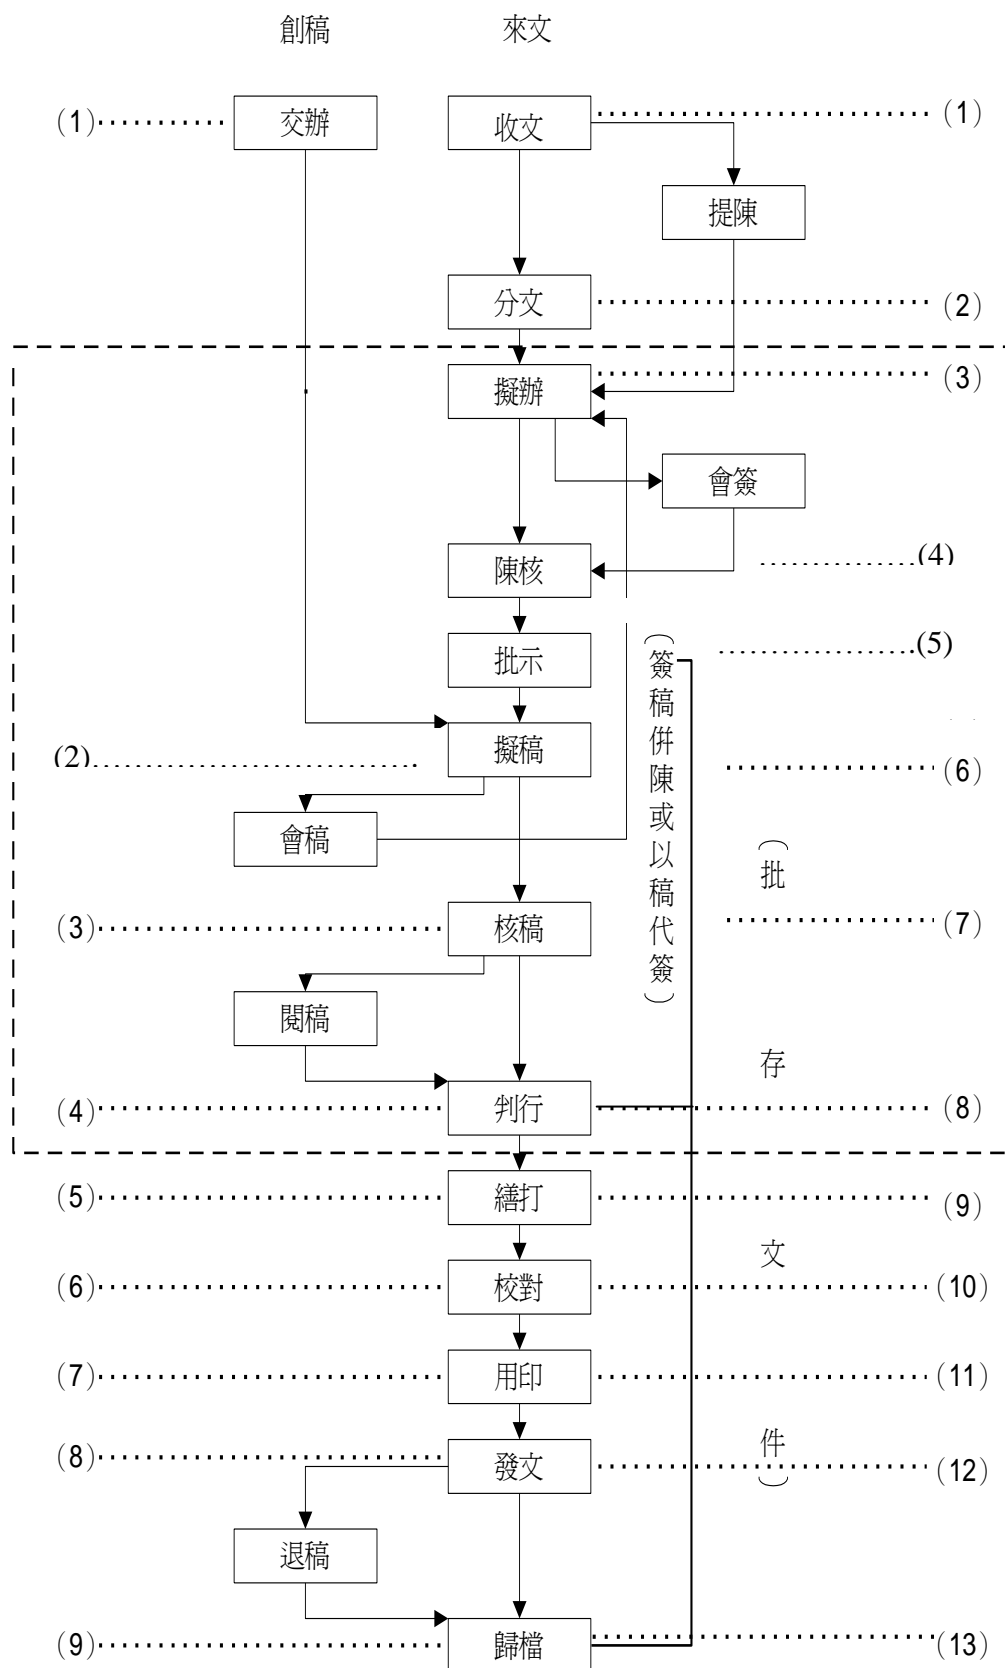 創稿 來文
(1) 交辦 收文 (1)
提陳
分文 (2)
擬辦 (3)
會簽
陳核 (4)
批示 (5)
(2) 擬稿 (6)
會稿
(3) 核稿 (7)
閱稿
(4) 判行 (8)
(5) 繕打 (9)
(6) 校對 (10)
(7) 用印 (11)
(8) 發文 (12)
退稿
(9) 歸檔 (13)
(簽稿併陳或以稿代簽)
(批存文件)